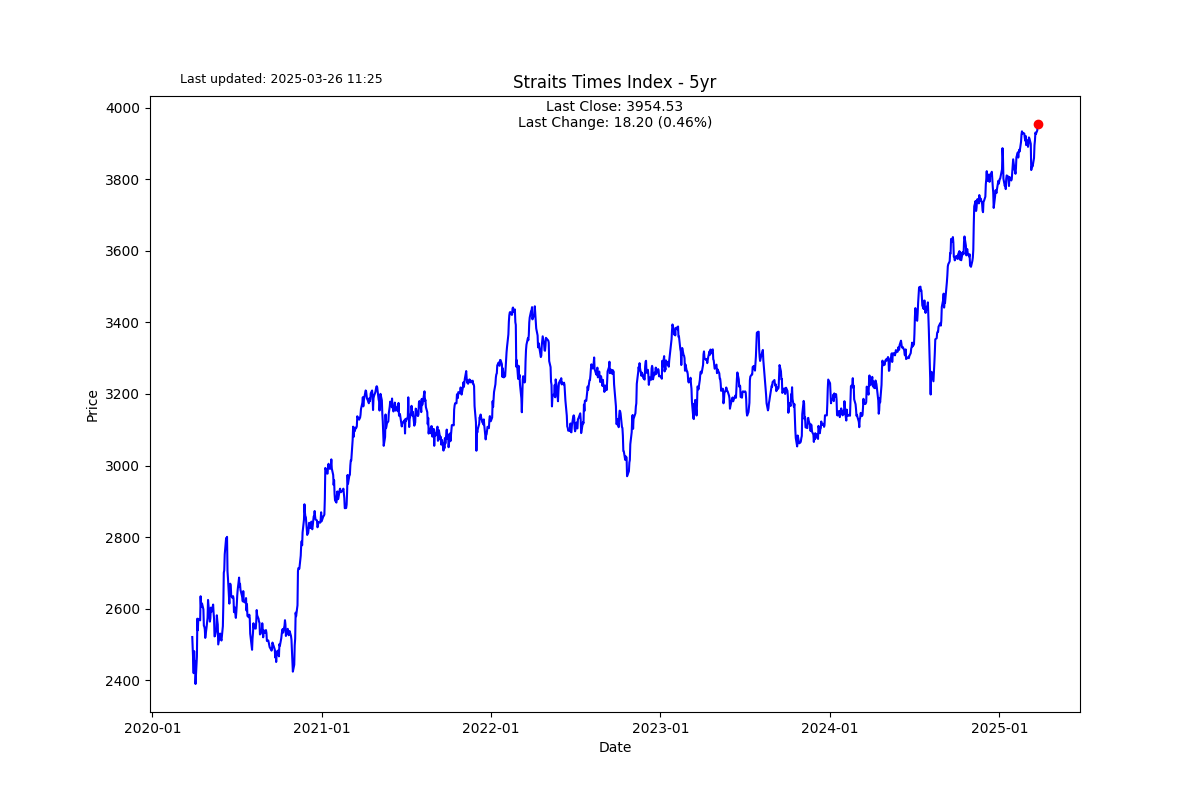 Last updated: 2025-03-26 11:25
Straits Times Index - 5yr
Last Close: 3954.53
Last Change: 18.20 (0.46%)
4000
3800
3600
3400
3200
3000
2800
2600
2400
Price
2020-01
2021-01
2022-01
2023-01
2024-01
2025-01
Date